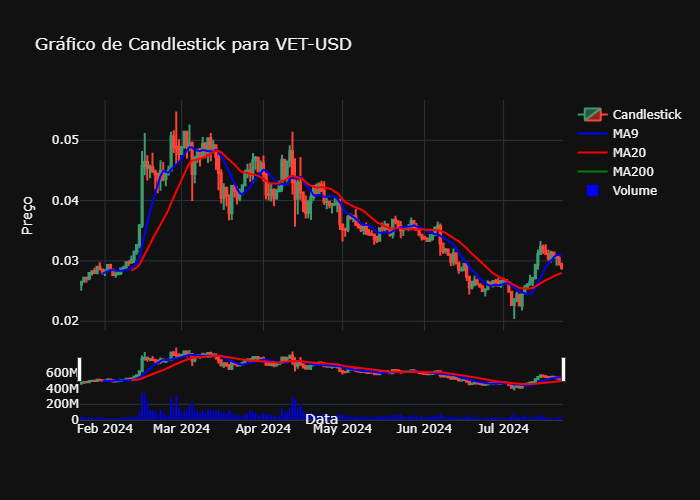 Gráfico de Candlestick para VET-USD
Candlestick
MA9
MA20
MA200
Volume
Preço
0.05
0.04
0.03
0.02
600M
400M
200M
0
Feb 2024
Mar 2024
Apr 2024
May 2024
Jun 2024
Jul 2024
Data